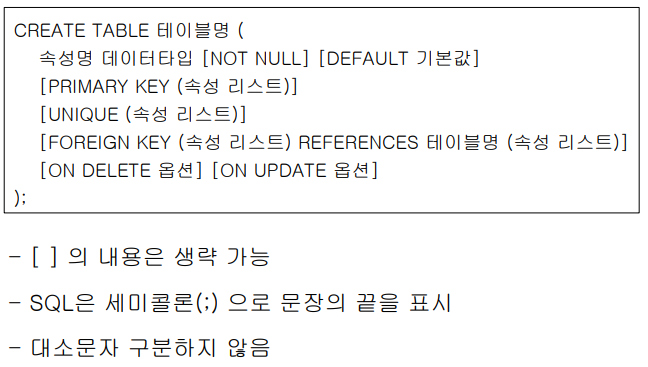 CREATE TABLE 테이블명 (
속성명 데이터타입 [NOT NULL] [DEFAULT 기본값]
[PRIMARY KEY (속성 리스트)]
[UNIQUE (속성 리스트)]
[FOREIGN KEY (속성 리스트) REFERENCES 테이블명 (속성 리스트)]
[ON DELETE 옵션] [ON UPDATE 옵션]
);
- [ ] 의 내용은 생략 가능
- SQL은 세미콜론(;) 으로 문장의 끝을 표시
- 대소문자 구분하지 않음